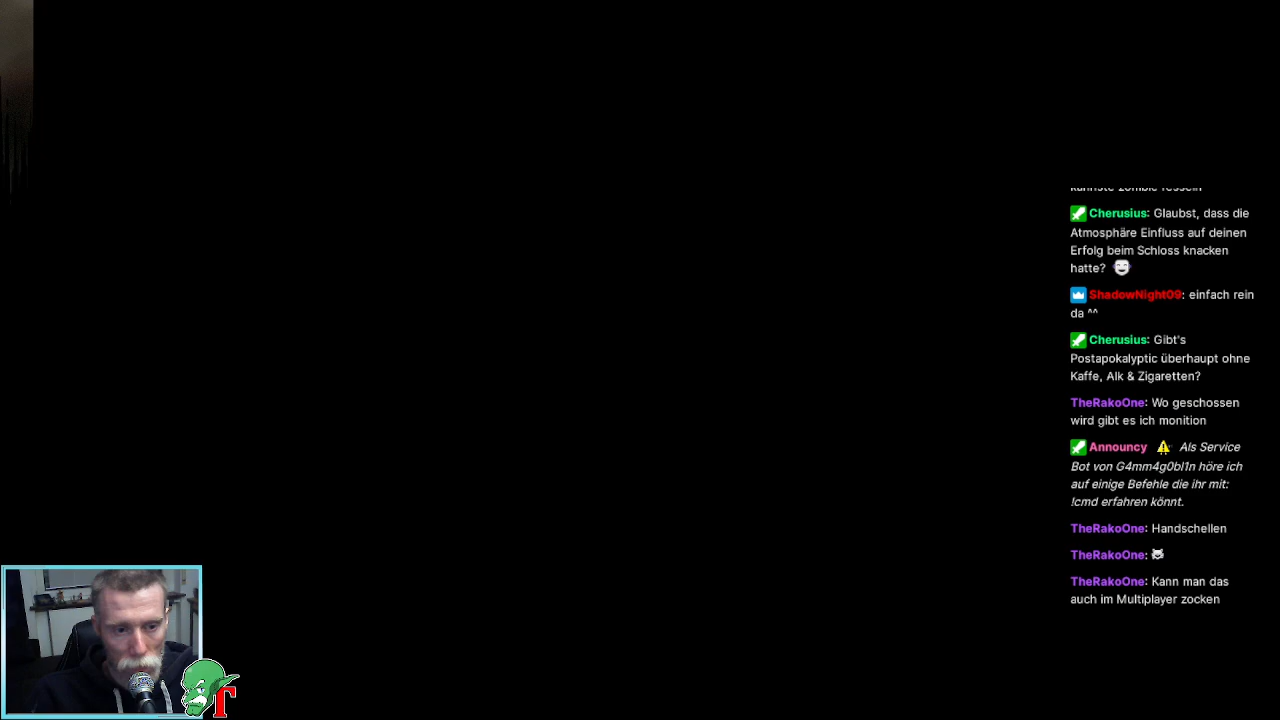 Cherusius: Glaubst, dass die
Atmosphäre Einfluss auf deinen
Erfolg beim Schloss knacken
hatte?
ShadowNight09: einfach rein
da ^^
Cherusius: Gibt's
Postapokalyptic überhaupt ohne
Kaffe, Alk & Zigaretten?
TheRakoOne: Wo geschossen
wird gibt es ich monition
Announcy Als Service
Bot von G4mm4g0bl1n höre ich
auf einige Befehle die ihr mit:
!cmd erfahren könnt.
TheRakoOne: Handschellen
TheRakoOne:
TheRakoOne: Kann man das
auch im Multiplayer zocken